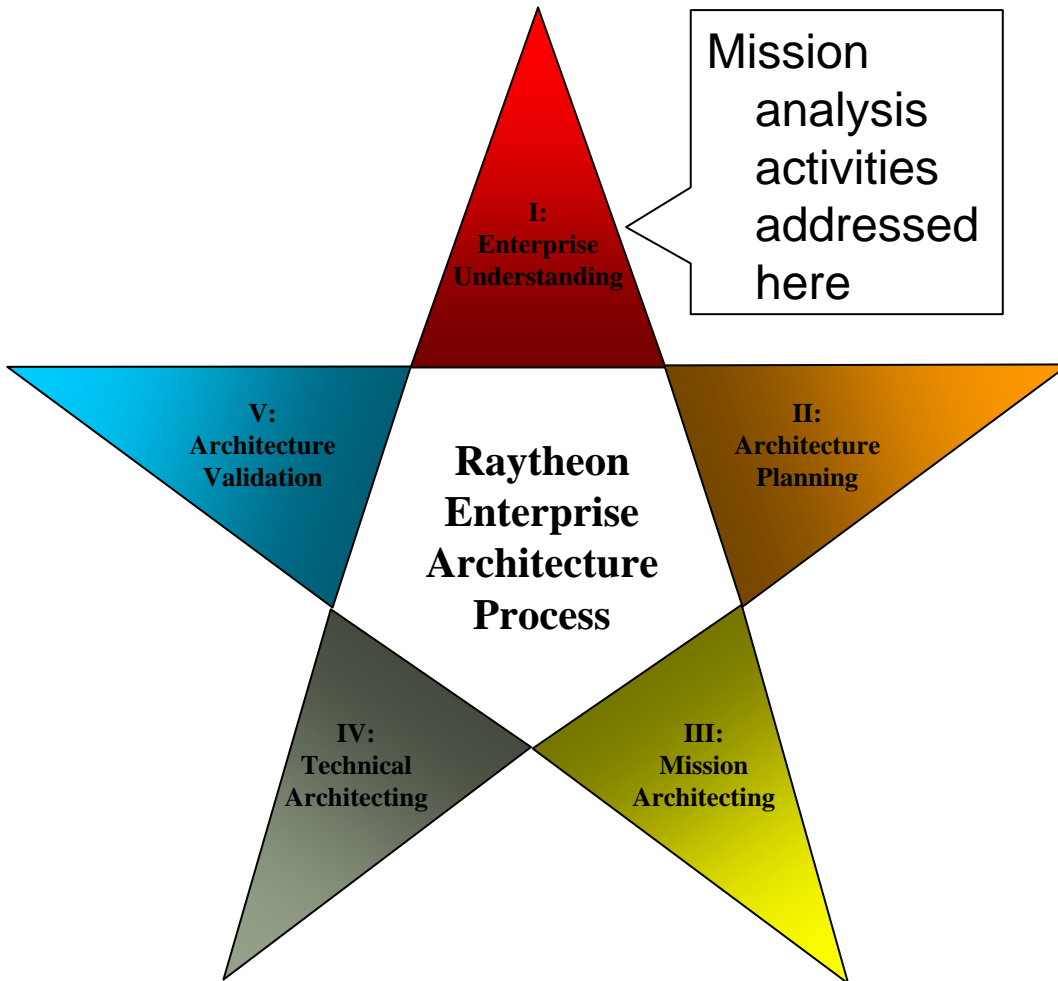 Mission
analysis
activities
addressed
here
I:
Enterprise
Understanding
V:
Architecture
Validation
II:
Architecture
Planning
Raytheon
Enterprise
Architecture
Process
IV:
Technical
Architecting
III:
Mission
Architecting